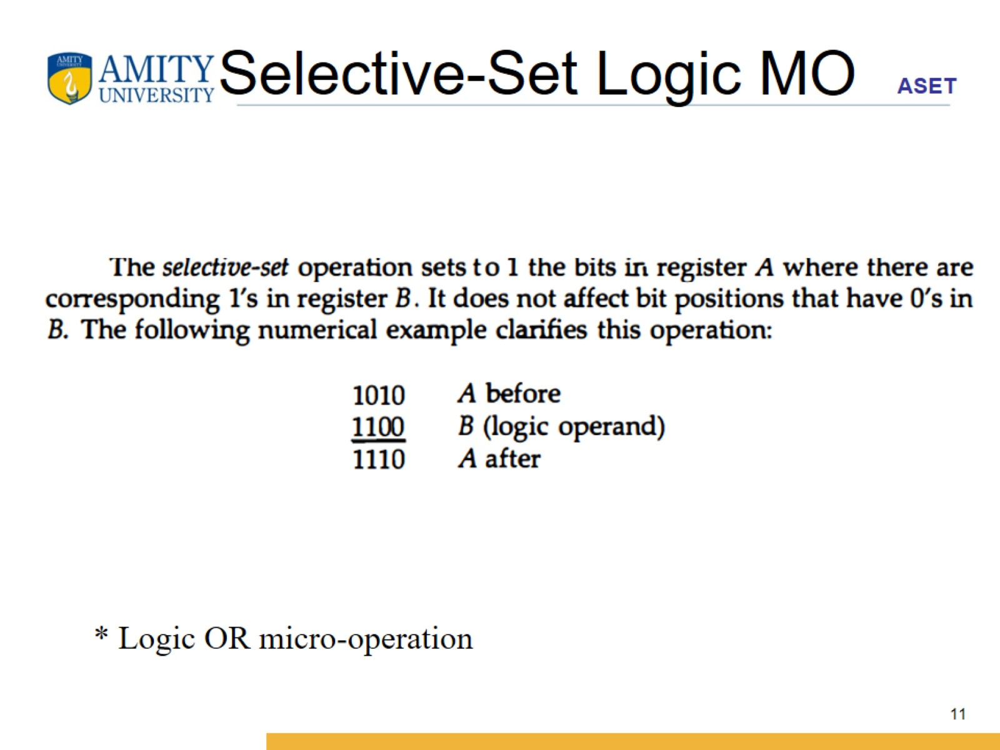 AMITY
UNIVERSITY
AMITY
UNIVERSITY
Selective-Set Logic MO
ASET
The selective-set operation sets to 1 the bits in register A where there are
corresponding 1's in register B. It does not affect bit positions that have 0's in
B. The following numerical example clarifies this operation:
1010 A before
1100 B (logic operand)
1110 A after
* Logic OR micro-operation
11